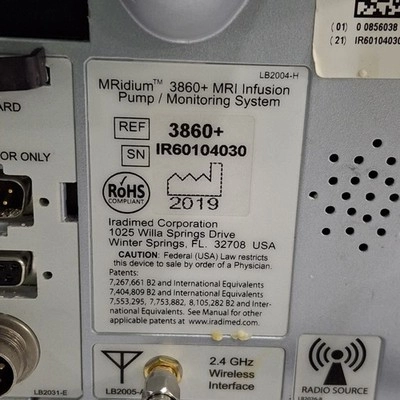 LB2004-H
MRidium™ 3860+ MRI Infusion
Pump / Monitoring System
REF 3860+
SN IR60104030
RoHS
COMPLIANT
2019
Iradimed Corporation
1025 Willa Springs Drive
Winter Springs, FL. 32708 USA
CAUTION: Federal (USA) Law restricts
this device to sale by order of a Physician.
Patents:
7,267,661 B2 and International Equivalents
7,404,809 B2 and International Equivalents
7,553,295, 7,753,882, 8,105,282 B2 and Inter-
national Equivalents. See Manual for other
applicable patents at www.iradimed.com
(01) 0 0856038
(21) IR60104030
ARD
OR ONLY
LB2031-E
LB2005-A
2.4 GHz
Wireless
Interface
RADIO SOURCE